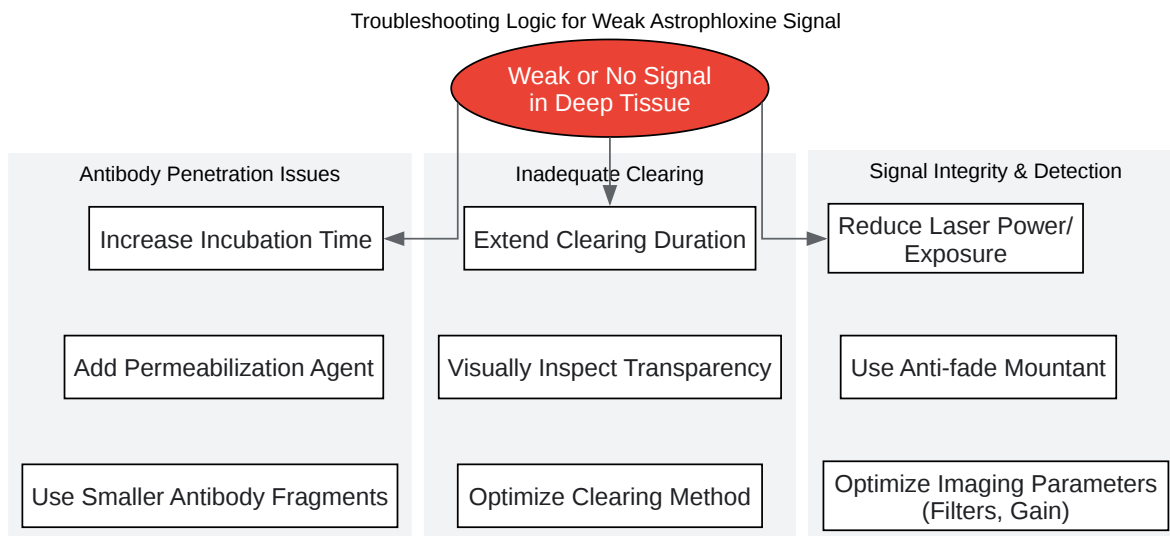 Troubleshooting Logic for Weak Astrophloxine Signal
Weak or No Signal
in Deep Tissue
Antibody Penetration Issues
Increase Incubation Time
Add Permeabilization Agent
Use Smaller Antibody Fragments
Inadequate Clearing
Extend Clearing Duration
Visually Inspect Transparency
Optimize Clearing Method
Signal Integrity & Detection
Reduce Laser Power/
Exposure
Use Anti-fade Mountant
Optimize Imaging Parameters
(Filters, Gain)